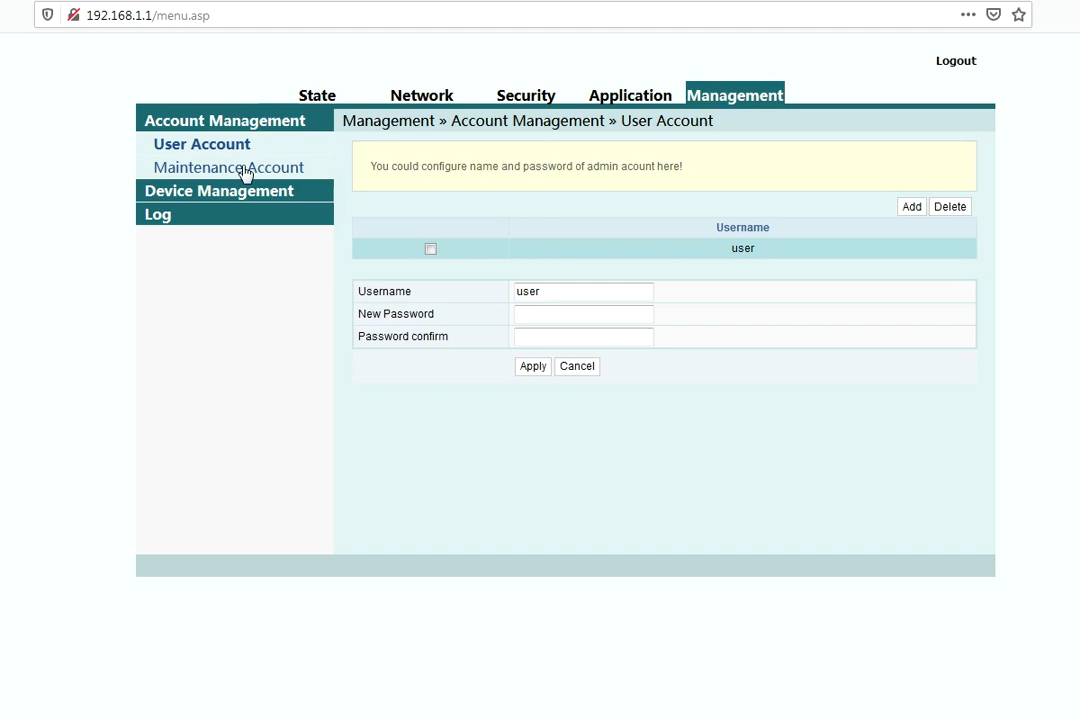 192.168.1.1/menu.asp
Logout
State Network Security Application Management
Account Management
Management » Account Management » User Account
User Account
Maintenance Account
Device Management
Log
You could configure name and password of admin acount here!
Add Delete
Username
user
Username user
New Password
Password confirm
Apply Cancel